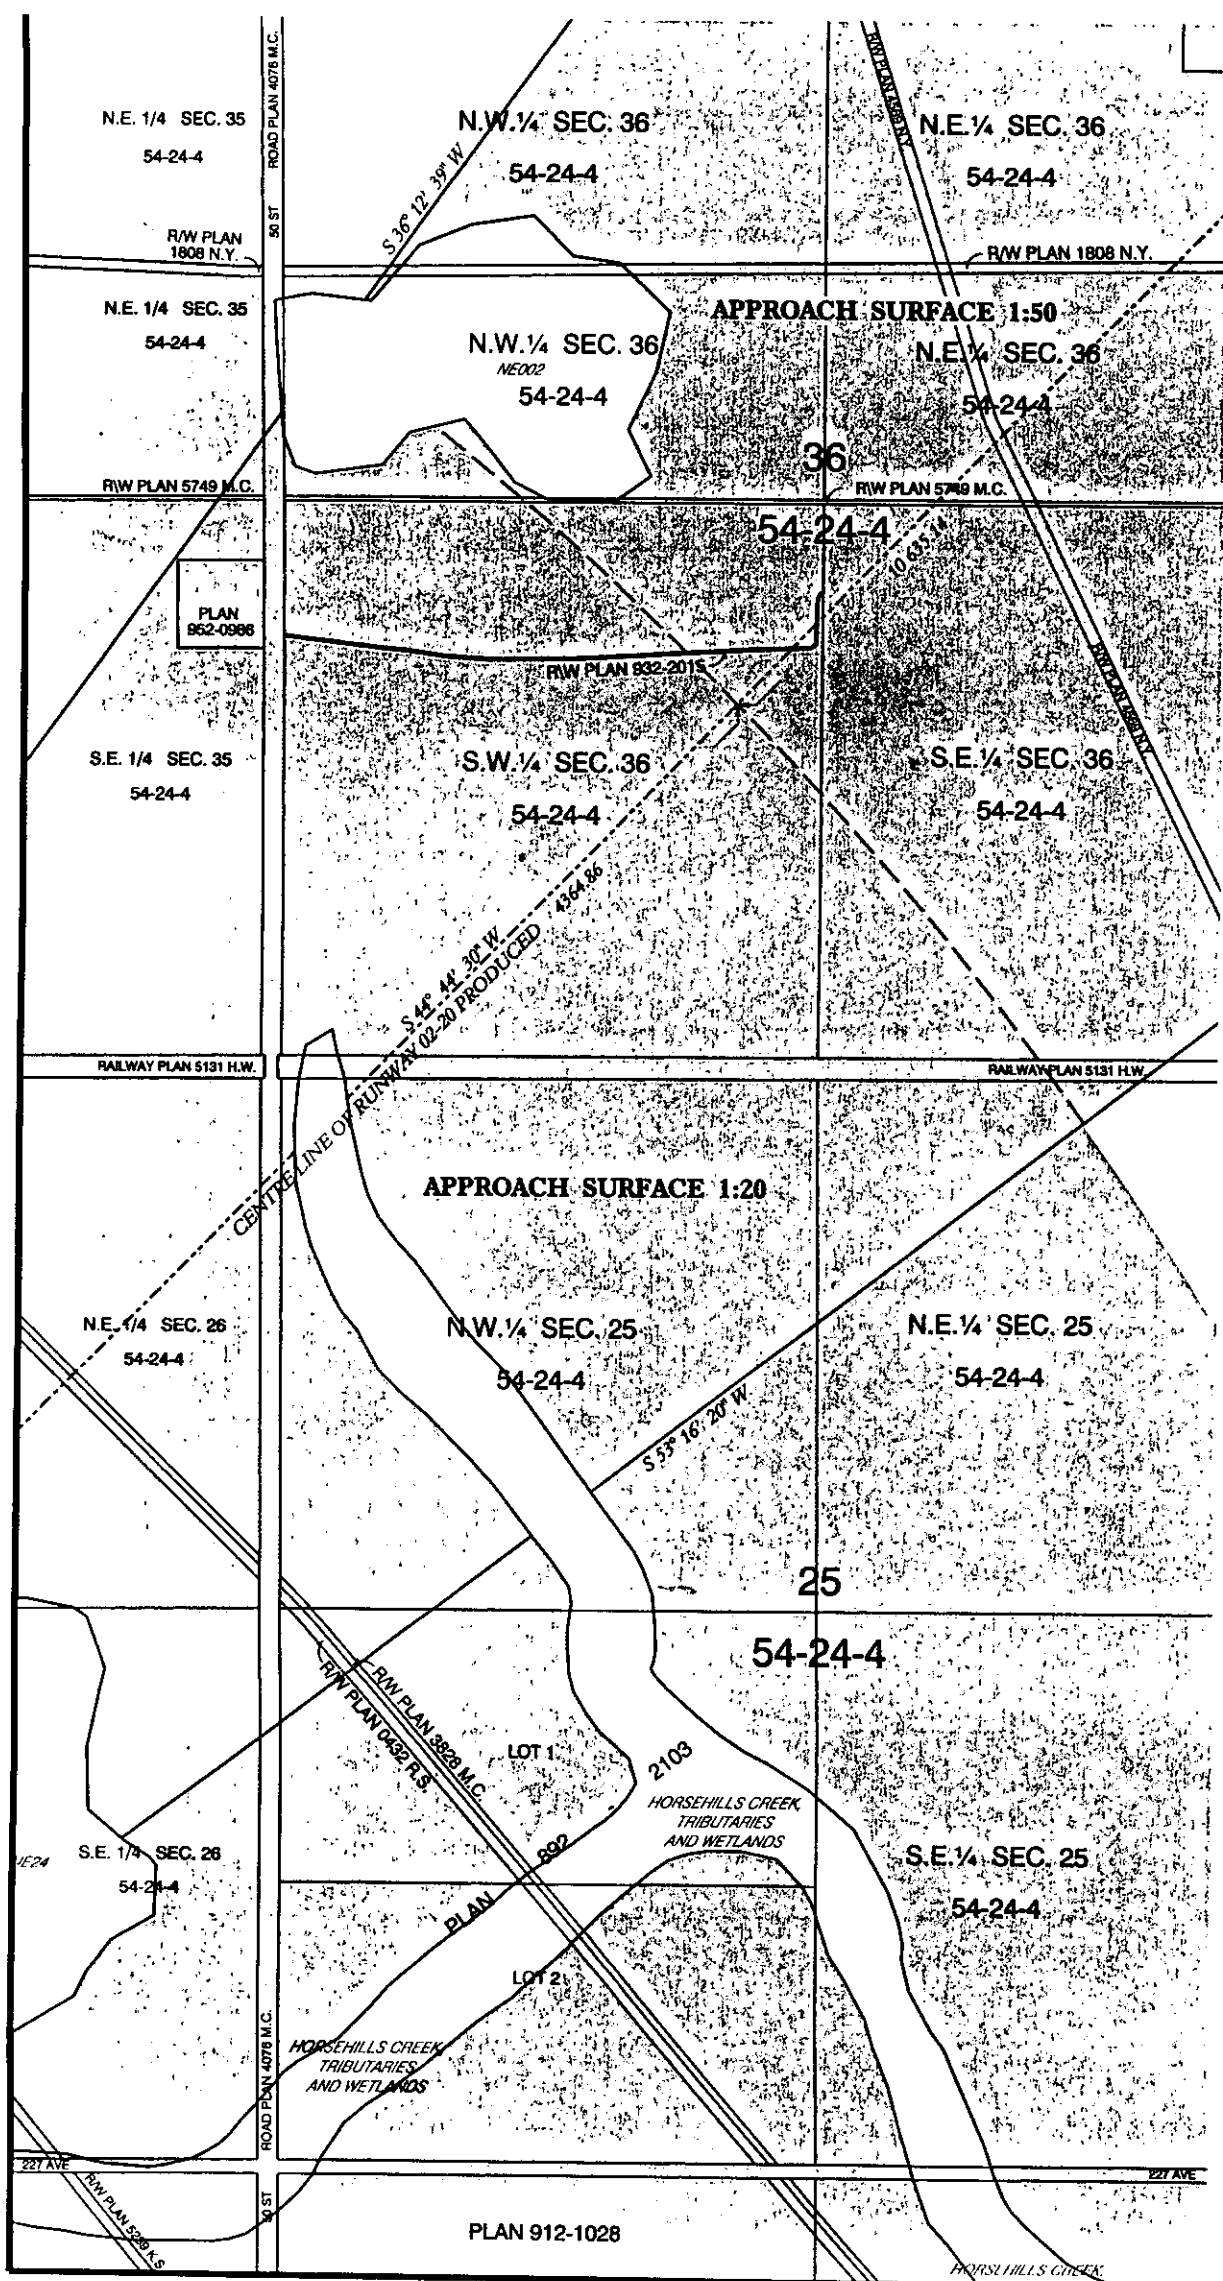 ROAD PLAN 4076 M.C.
50 ST
N.E. 1/4 SEC. 35
54-24-4
N.W.¼ SEC. 36
54-24-4
N.E.¼ SEC. 36
54-24-4
S 36° 12' 39" W
R/W PLAN
1808 N.Y.
R/W PLAN 1808 N.Y.
N.E. 1/4 SEC. 35
54-24-4
APPROACH SURFACE 1:50
N.W.¼ SEC. 36
NE002
54-24-4
N.E.¼ SEC. 36
54-24-4
36
R/W PLAN 5749 M.C.
R/W PLAN 5749 M.C.
54-24-4
10 635.14
PLAN
952-0986
R/W PLAN 932-2015
S.E. 1/4 SEC. 35
54-24-4
S.W.¼ SEC. 36
54-24-4
S.E.¼ SEC. 36
54-24-4
4364.86
S 44° 44' 30" W
CENTRE LINE OF RUNWAY 02-20 PRODUCED
RAILWAY PLAN 5131 H.W.
RAILWAY PLAN 5131 H.W.
APPROACH SURFACE 1:20
N.E. 1/4 SEC. 26
54-24-4
N.W.¼ SEC. 25
54-24-4
N.E.¼ SEC. 25
54-24-4
S 53° 16' 20" W
25
54-24-4
R/W PLAN 3828 M.C.
R/W PLAN 0432 R.S.
LOT 1
PLAN 892 2103
HORSEHILLS CREEK,
TRIBUTARIES
AND WETLANDS
S.E. 1/4 SEC. 26
54-24-4
S.E.¼ SEC. 25
54-24-4
LOT 2
HORSEHILLS CREEK
TRIBUTARIES
AND WETLANDS
ROAD PLAN 4076 M.C.
227 AVE
227 AVE
R/W PLAN 5299 K.S.
50 ST
PLAN 912-1028
HORSEHILLS CREEK,